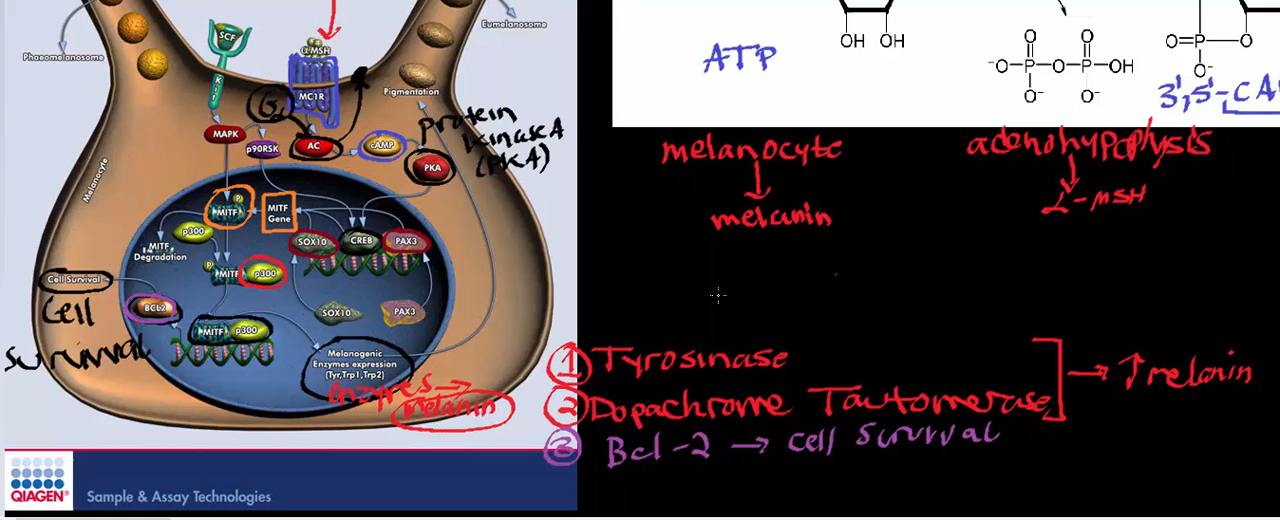 Phaeomelanosome
Eumelanosome
SCF
Kit
αMSH
MC1R
Pigmentation
Gs
MAPK
p90RSK
AC
cAMP
PKA
protein
kinase A
(PKA)
Melanocyte
P
MITF
MITF
Gene
p300
MITF
Degradation
SOX10
CREB
PAX3
P
MITF
p300
Cell Survival
Cell
survival
BCL2
SOX10
PAX3
MITF
p300
Melanogenic
Enzymes expression
(Tyr,Trp1,Trp2)
Enzymes →
melanin
QIAGEN®
Sample & Assay Technologies
ATP
OH OH
O O
⁻O P O P OH
O⁻ O⁻
O P O
O⁻
3',5'-cA
melanocyte
melanin
adenohypophysis
α-MSH
① Tyrosinase
② Dopachrome Tautomerase
→ ↑ melanin
③ Bcl-2 → cell survival